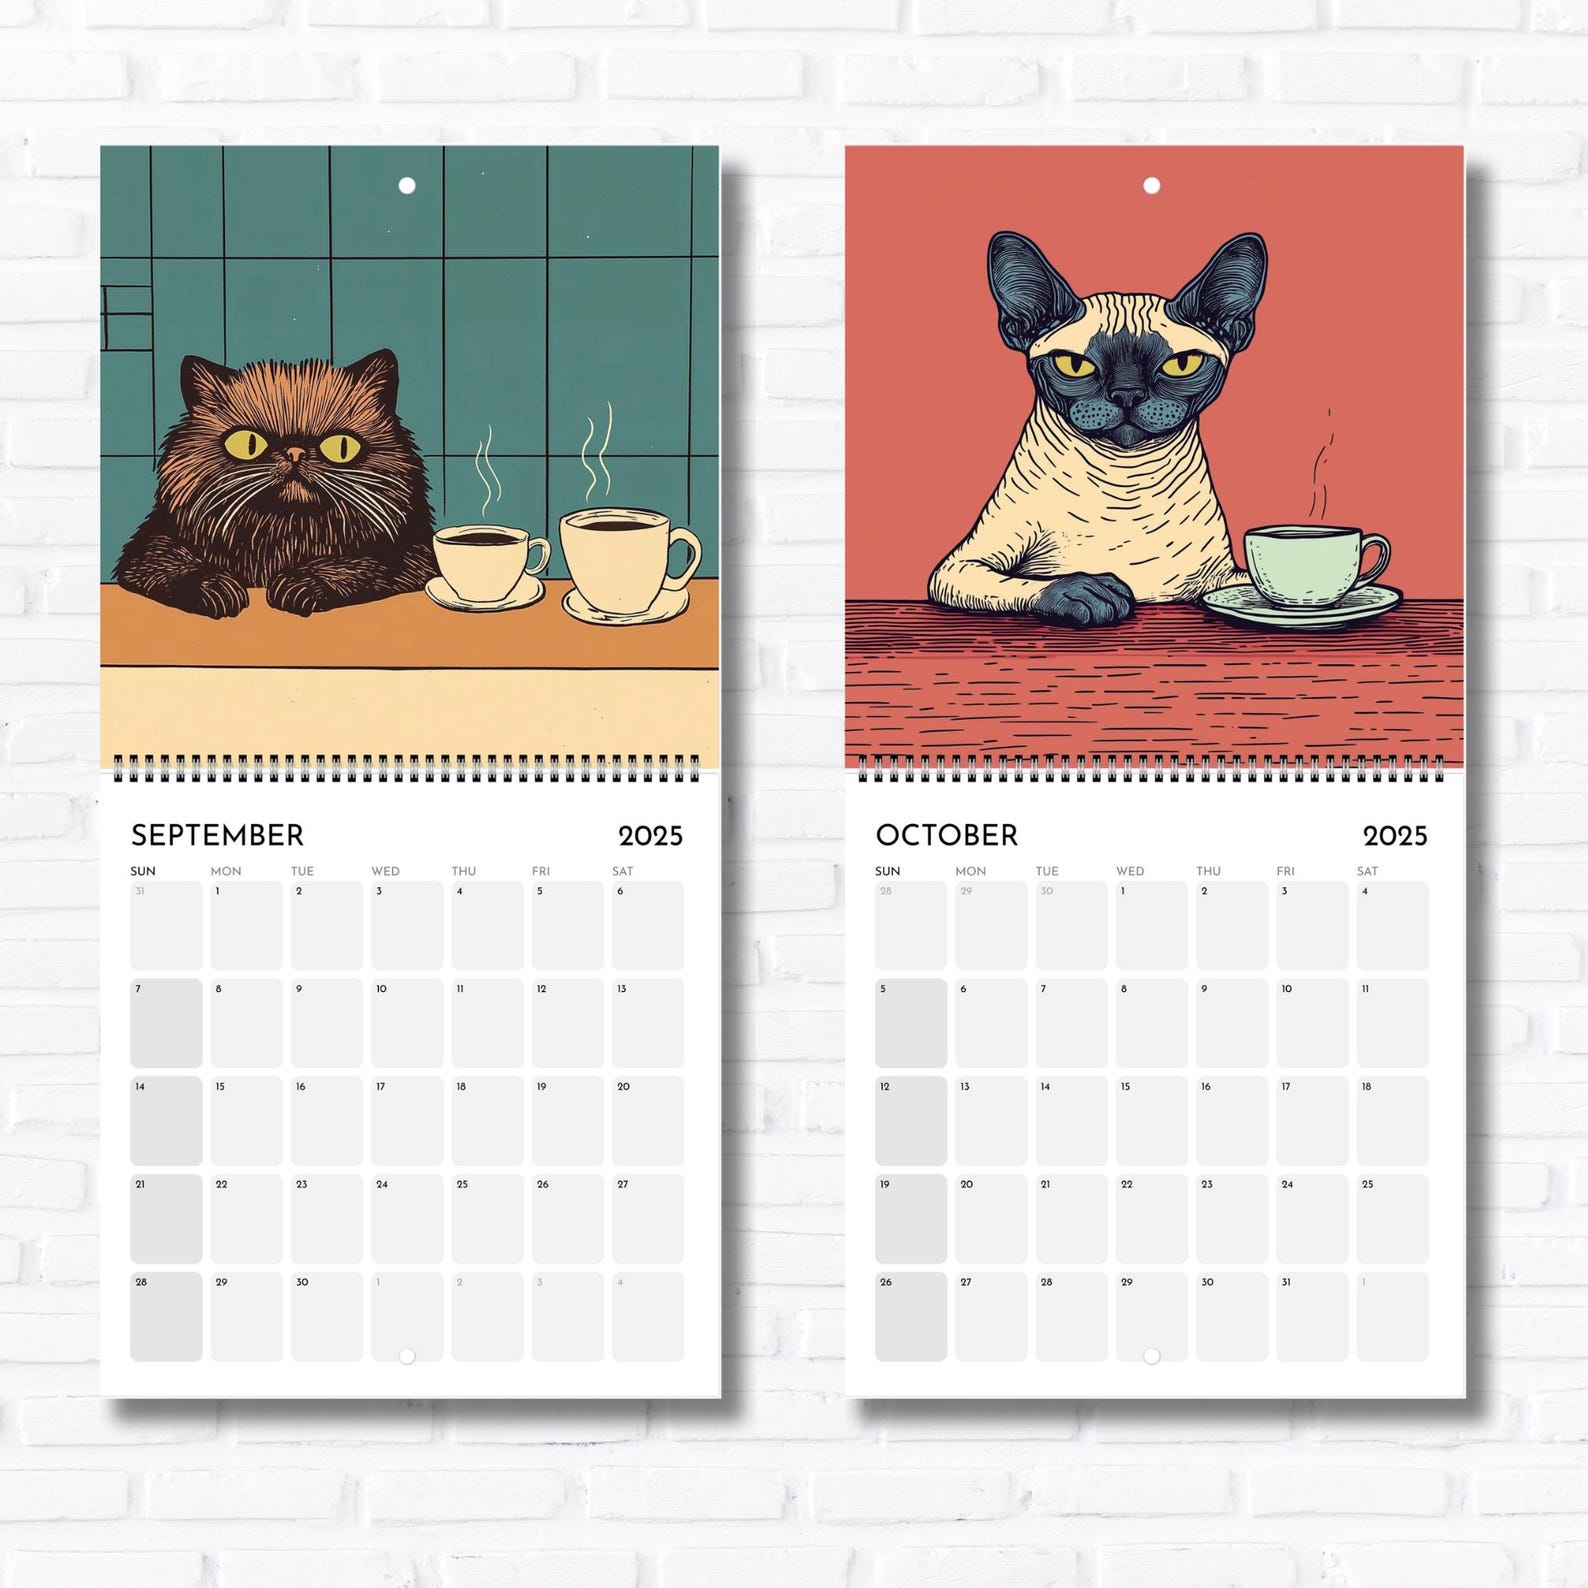 SEPTEMBER 2025
SUN MON TUE WED THU FRI SAT
31 1 2 3 4 5 6
7 8 9 10 11 12 13
14 15 16 17 18 19 20
21 22 23 24 25 26 27
28 29 30 1 2 3 4
OCTOBER 2025
SUN MON TUE WED THU FRI SAT
28 29 30 1 2 3 4
5 6 7 8 9 10 11
12 13 14 15 16 17 18
19 20 21 22 23 24 25
26 27 28 29 30 31 1